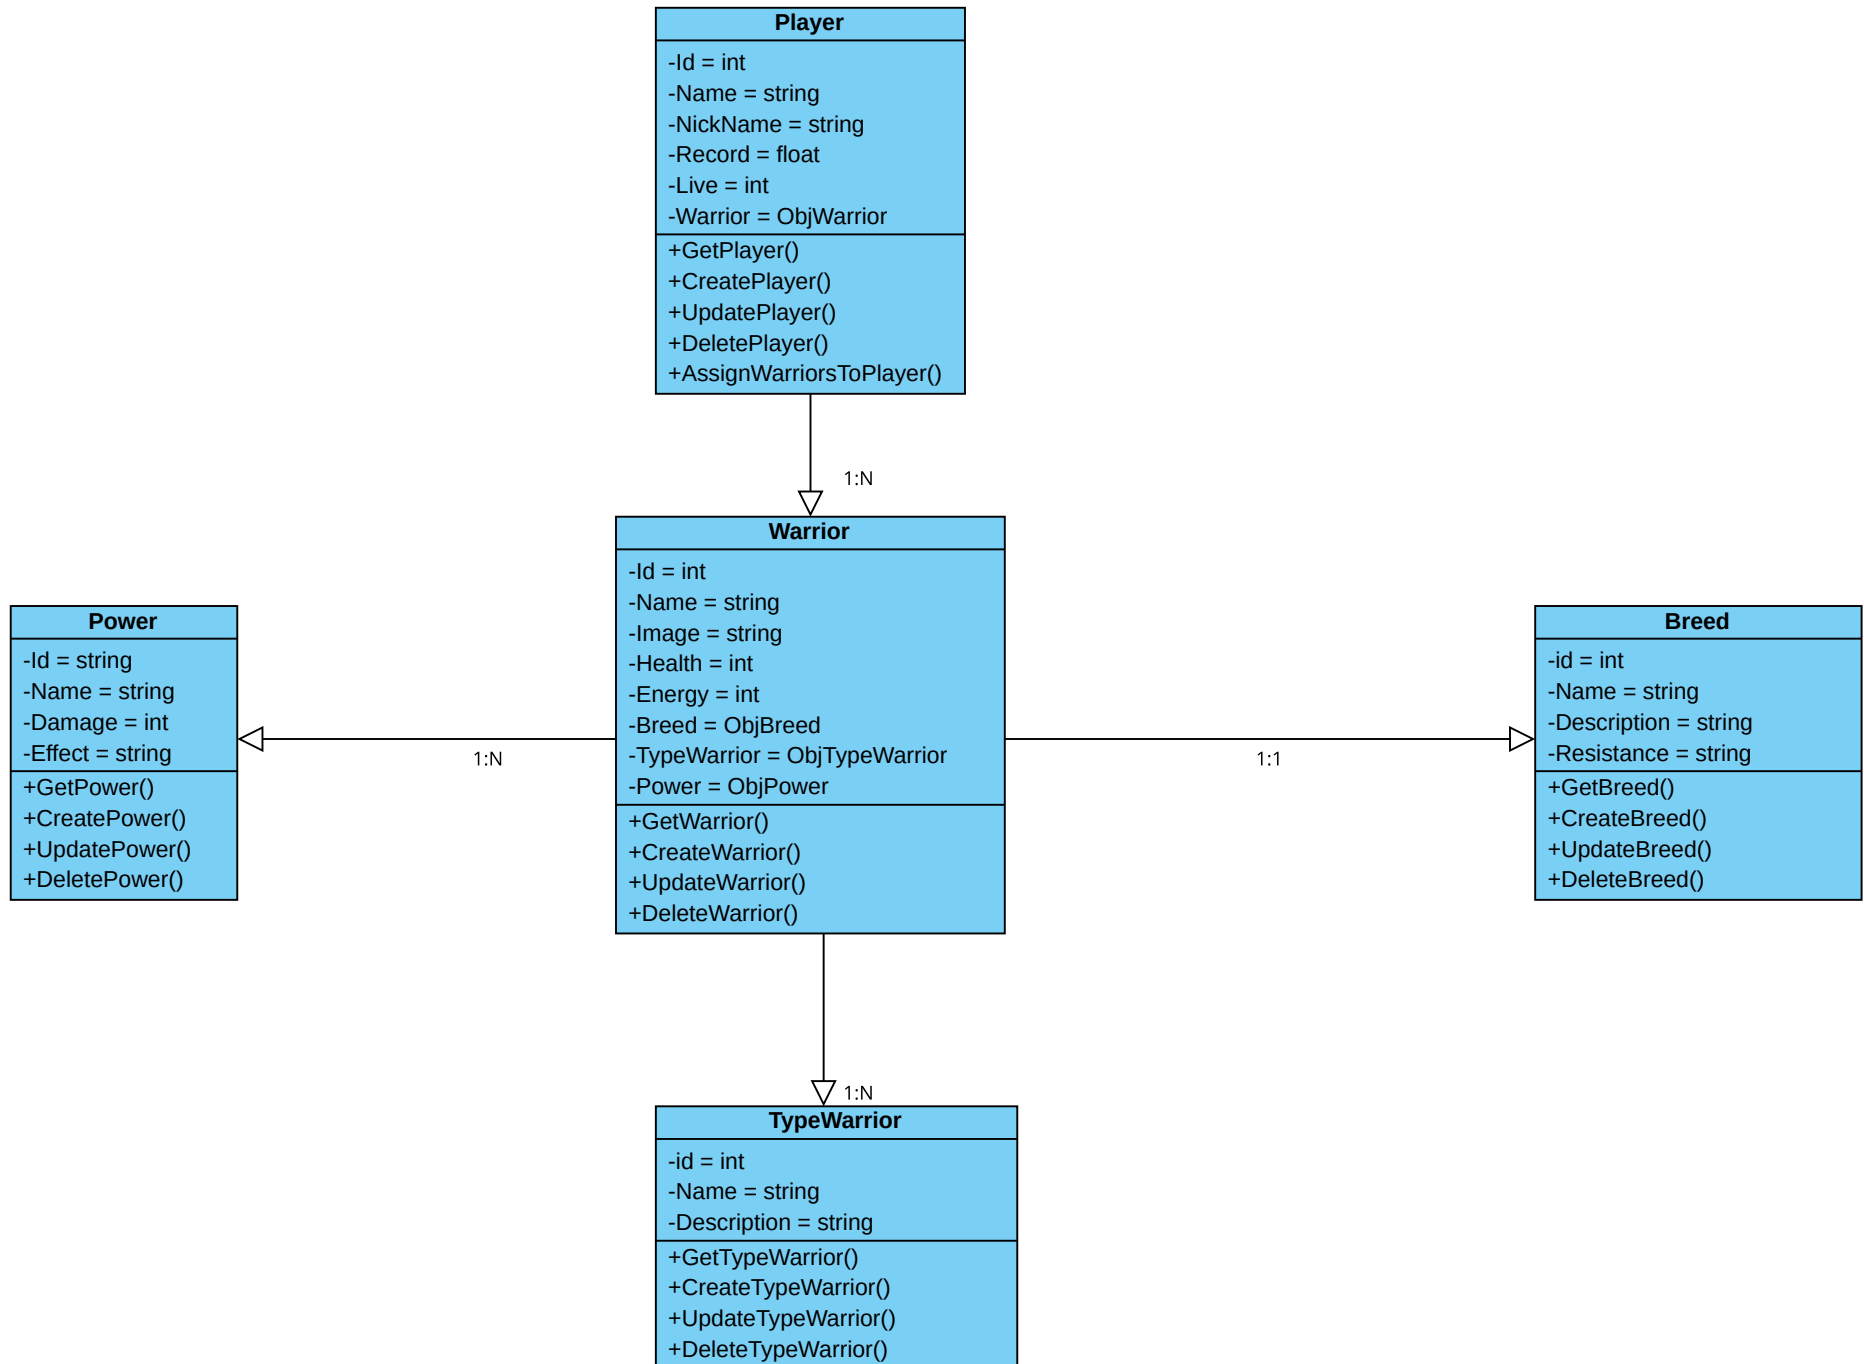 Player
-Id = int
-Name = string
-NickName = string
-Record = float
-Live = int
-Warrior = ObjWarrior
+GetPlayer()
+CreatePlayer()
+UpdatePlayer()
+DeletePlayer()
+AssignWarriorsToPlayer()
1:N
Warrior
-Id = int
-Name = string
-Image = string
-Health = int
-Energy = int
-Breed = ObjBreed
-TypeWarrior = ObjTypeWarrior
-Power = ObjPower
+GetWarrior()
+CreateWarrior()
+UpdateWarrior()
+DeleteWarrior()
Power
-Id = string
-Name = string
-Damage = int
-Effect = string
+GetPower()
+CreatePower()
+UpdatePower()
+DeletePower()
1:N
1:1
Breed
-id = int
-Name = string
-Description = string
-Resistance = string
+GetBreed()
+CreateBreed()
+UpdateBreed()
+DeleteBreed()
1:N
TypeWarrior
-id = int
-Name = string
-Description = string
+GetTypeWarrior()
+CreateTypeWarrior()
+UpdateTypeWarrior()
+DeleteTypeWarrior()